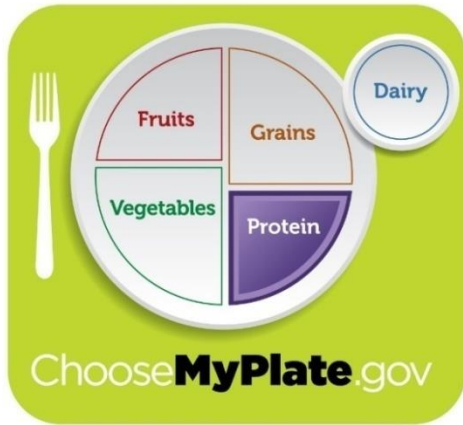 Fruits
Grains
Dairy
Vegetables
Protein
ChooseMyPlate.gov